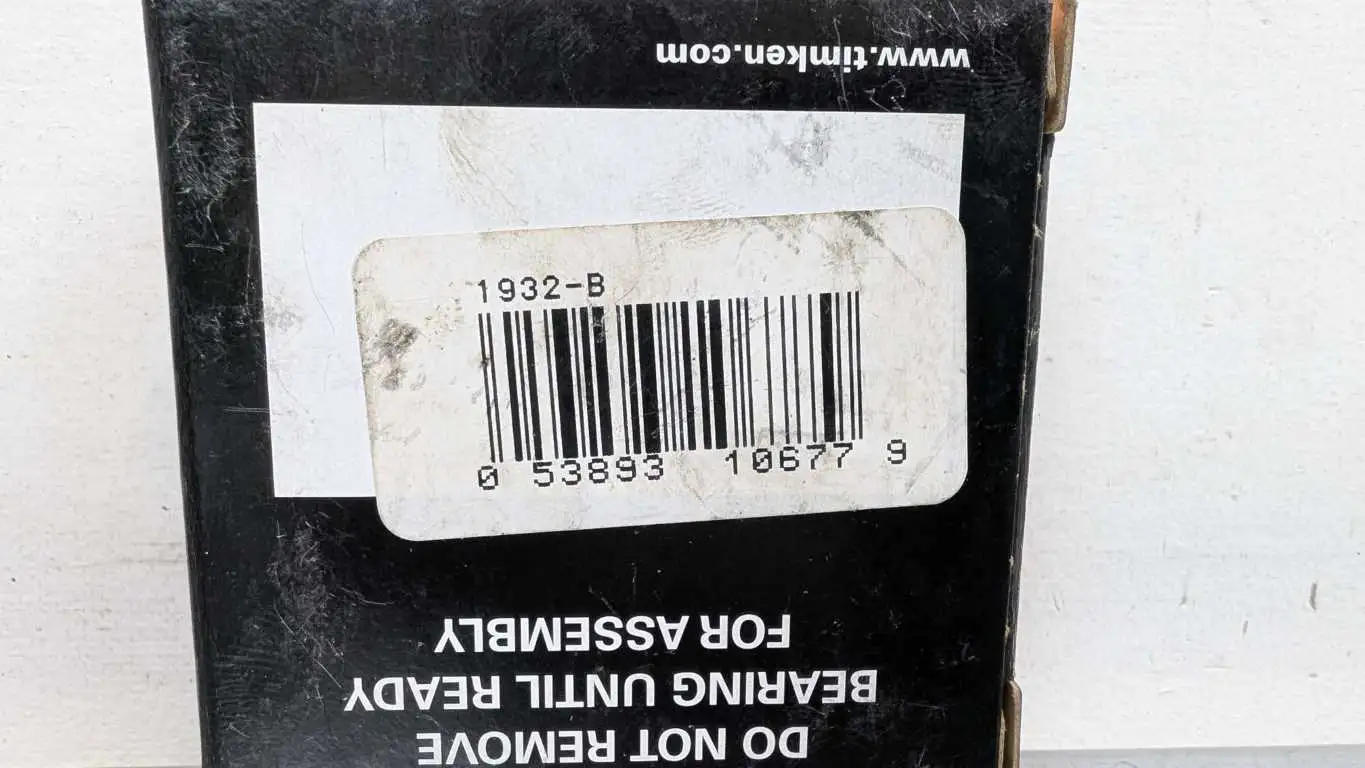 www.timken.com
1932-B
0 53893 10677 9
DO NOT REMOVE
BEARING UNTIL READY
FOR ASSEMBLY